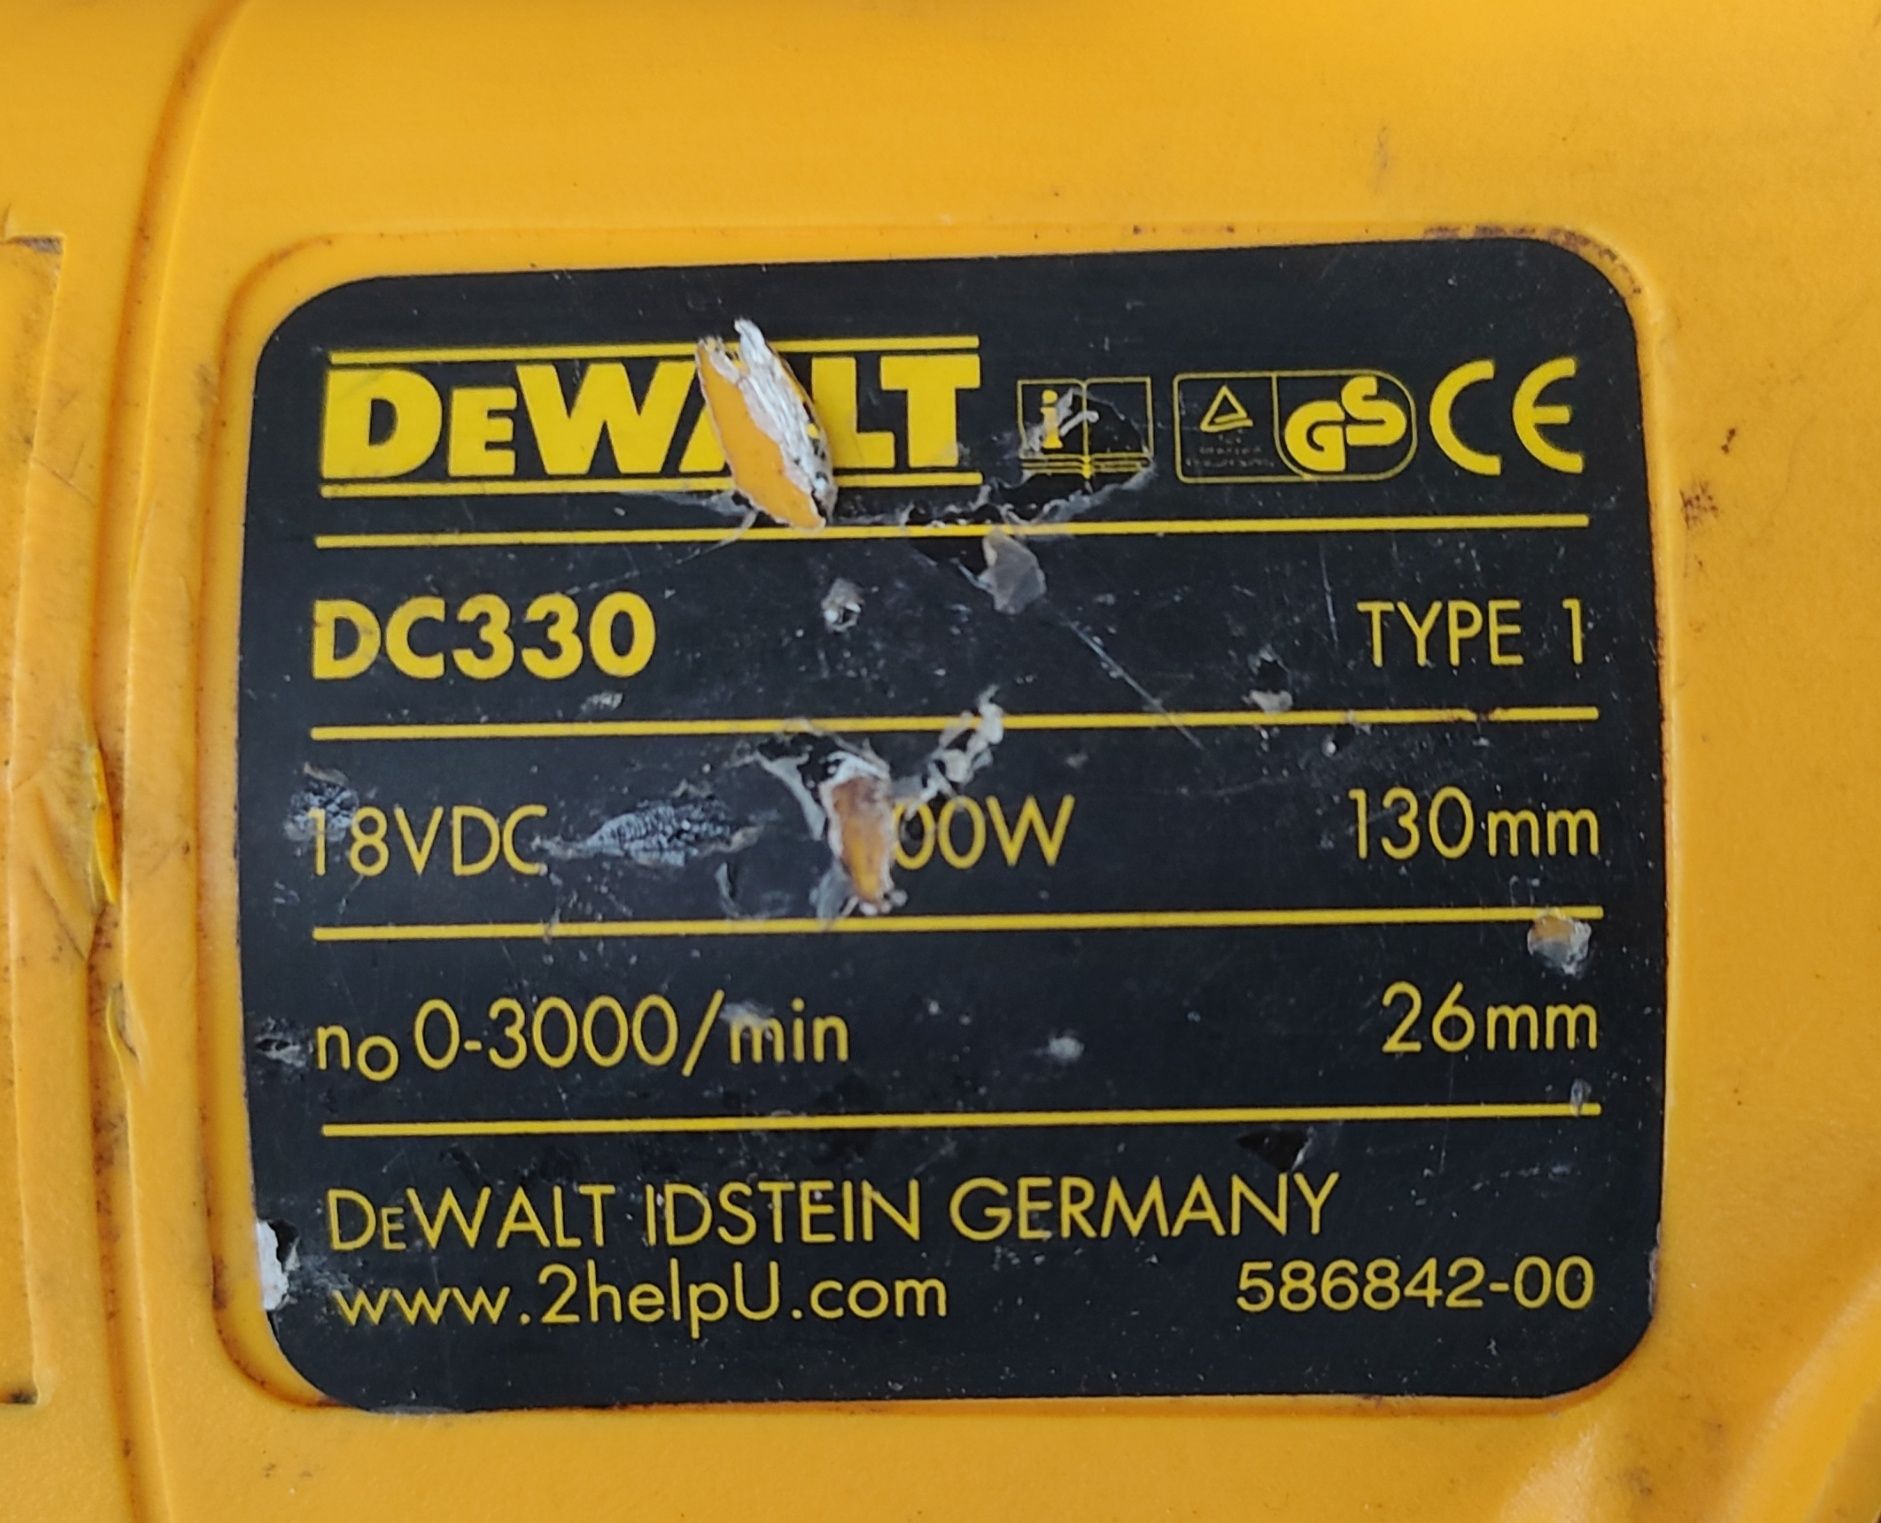 DEWALT i GS CE
DC330 TYPE 1
18VDC 130mm
no 0-3000/min 26mm
DEWALT IDSTEIN GERMANY
www.2helpU.com 586842-00